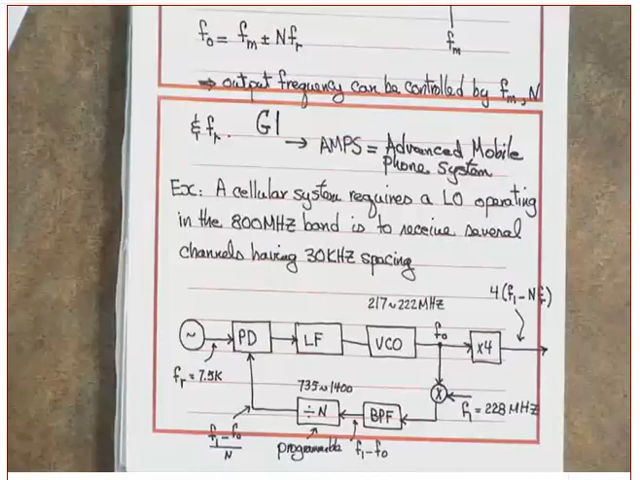 f₀ = fₘ ± Nfᵣ
fₘ
⇒ output frequency can be controlled by fₘ, N
& fᵣ. G1
→ AMPS = Advanced Mobile
Phone System
Ex: A cellular system requires a LO operating
in the 800MHZ band is to receive several
channels having 30KHZ spacing
217~222MHZ
4(f₁-Nfᵣ)
~ PD LF VCO f₀ x4
fᵣ = 7.5K
735~1400
÷N BPF X f₁ = 228 MHZ
f₁-f₀
N
programmable f₁-f₀